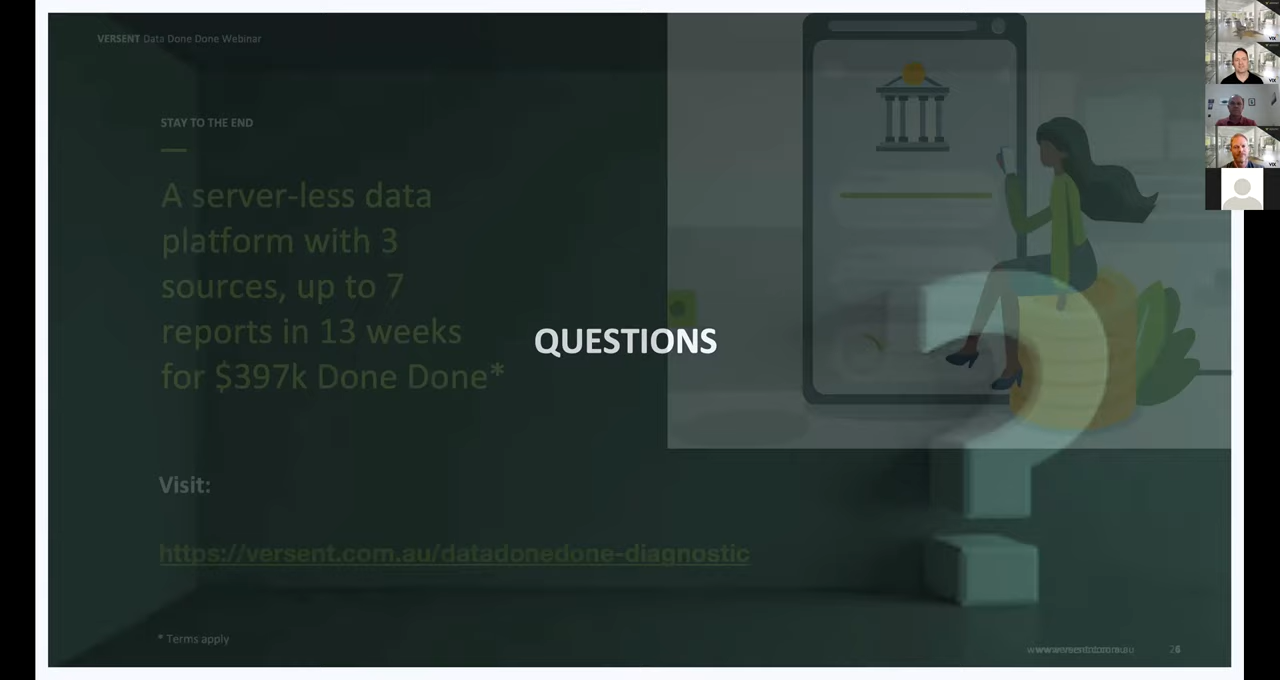 VERSENT Data Done Done Webinar
STAY TO THE END
A server-less data
platform with 3
sources, up to 7
reports in 13 weeks
for $397k Done Done*
QUESTIONS
Visit:
https://versent.com.au/datadonedone-diagnostic
* Terms apply